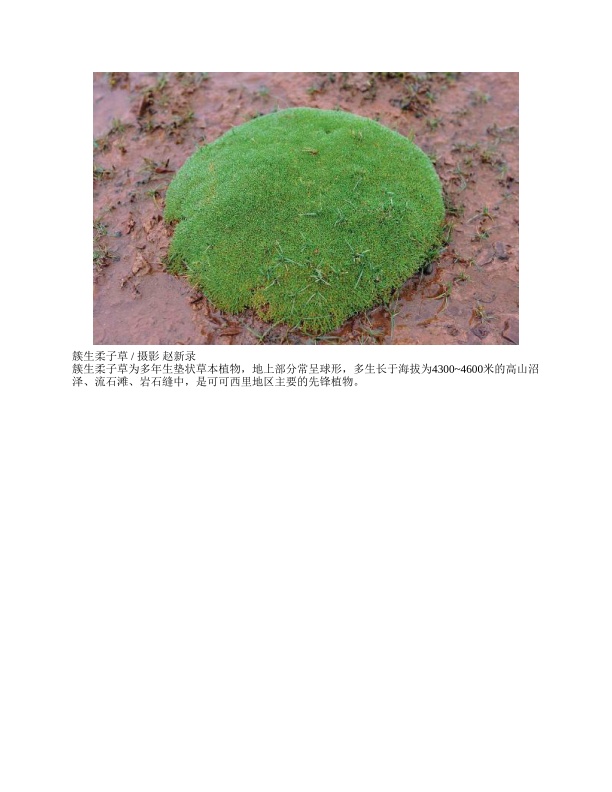 簇生柔子草 / 摄影 赵新录
簇生柔子草为多年生垫状草本植物，地上部分常呈球形，多生长于海拔为4300~4600米的高山沼
泽、流石滩、岩石缝中，是可可西里地区主要的先锋植物。